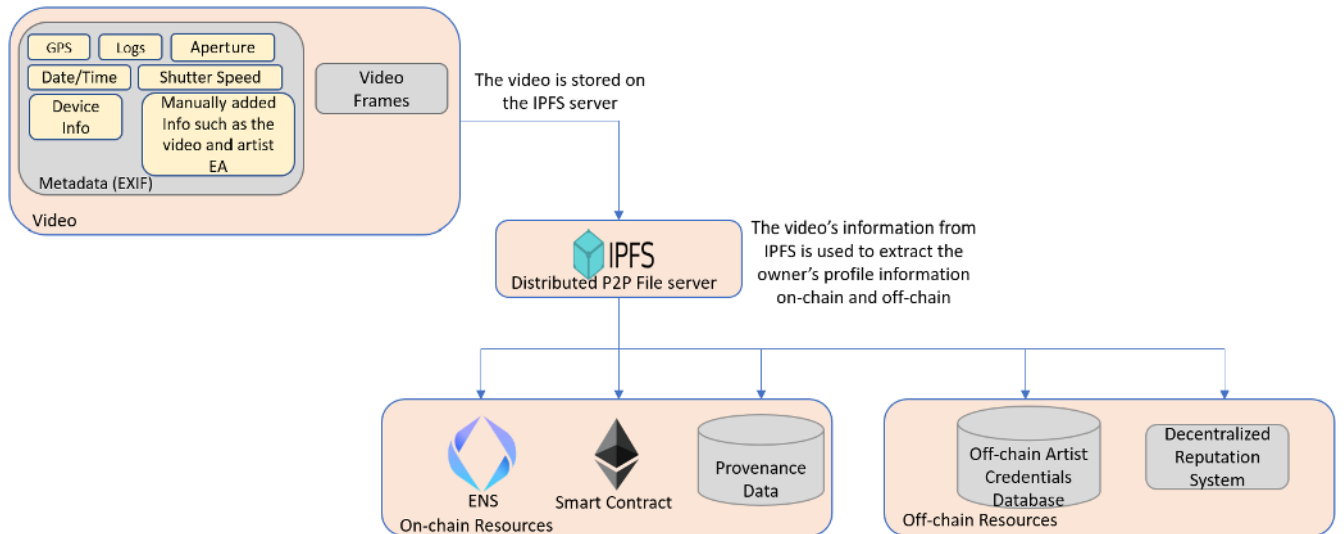 GPS
Logs
Aperture
Date/Time
Shutter Speed
Device
Info
Manually added
Info such as the
video and artist
EA
Metadata (EXIF)
Video
Frames
Video
The video is stored on
the IPFS server
IPFS
Distributed P2P File server
The video's information from
IPFS is used to extract the
owner's profile information
on-chain and off-chain
ENS
Smart Contract
Provenance
Data
On-chain Resources
Off-chain Artist
Credentials
Database
Decentralized
Reputation
System
Off-chain Resources